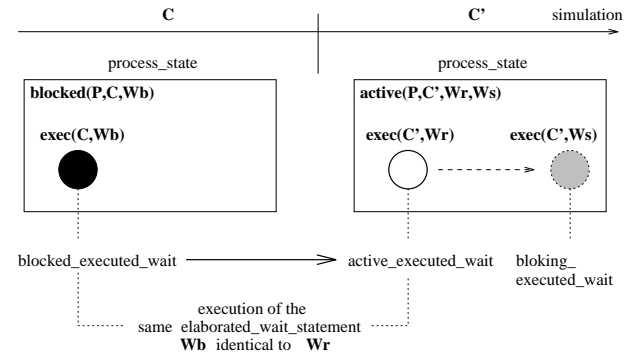 C C’ simulation
process_state process_state
blocked(P,C,Wb) active(P,C’,Wr,Ws)
exec(C,Wb) exec(C’,Wr) exec(C’,Ws)
blocked_executed_wait active_executed_wait bloking_
executed_wait
execution of the
same elaborated_wait_statement
Wb identical to Wr